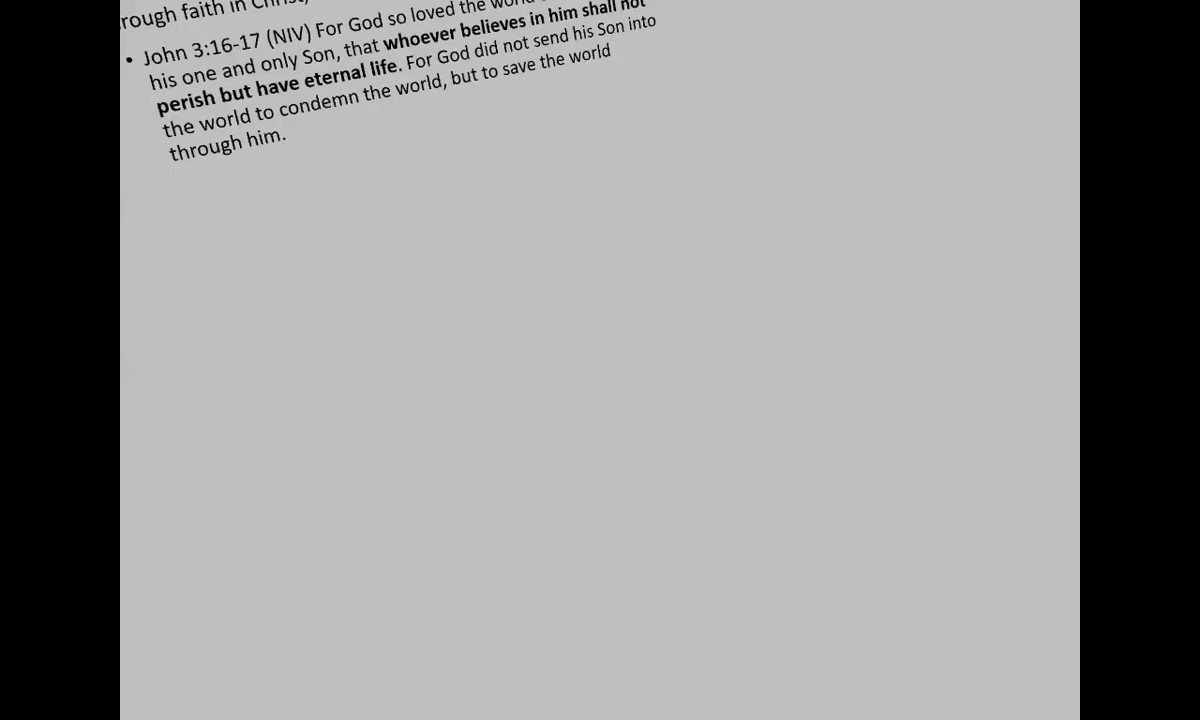 rough faith in Christ,
• John 3:16-17 (NIV) For God so loved the world
his one and only Son, that whoever believes in him shall not
perish but have eternal life. For God did not send his Son into
the world to condemn the world, but to save the world
through him.